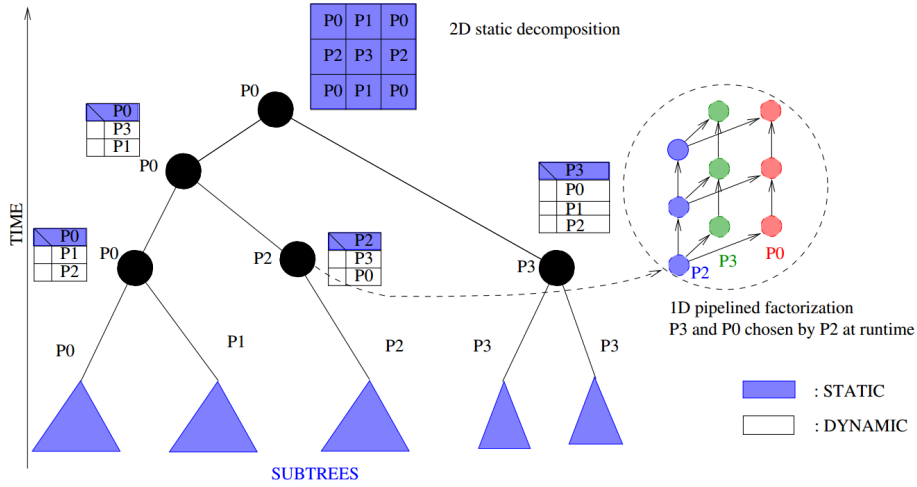 P0 P1 P0
P2 P3 P2
P0 P1 P0
2D static decomposition
P0
P0
P3
P1
P0
P3
P0
P1
P2
TIME
P0
P1
P2
P0
P2
P2
P3
P0
P3
P2
P3
P0
1D pipelined factorization
P3 and P0 chosen by P2 at runtime
P0
P1
P2
P3
P3
: STATIC
: DYNAMIC
SUBTREES